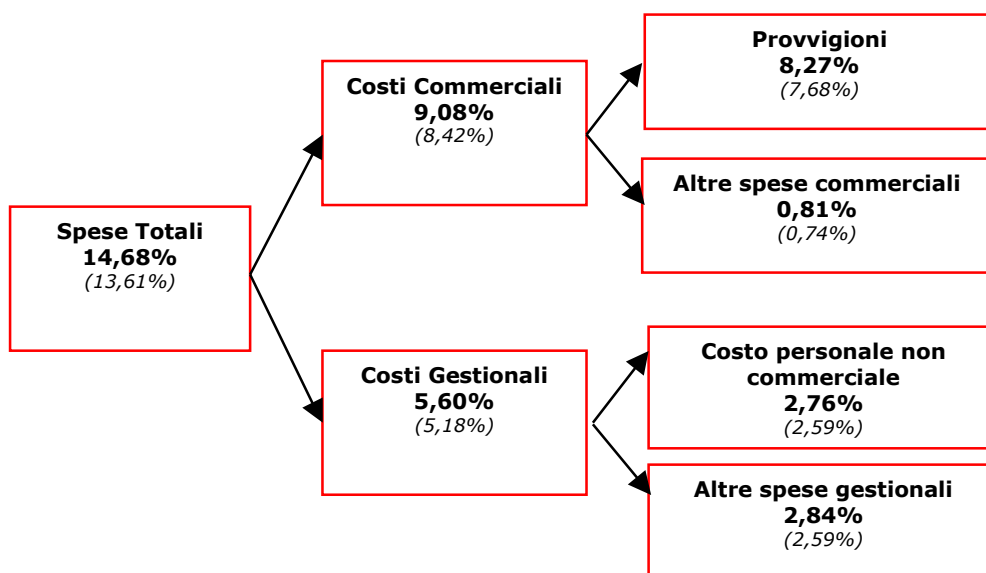 Provvigioni
8,27%
(7,68%)
Costi Commerciali
9,08%
(8,42%)
Altre spese commerciali
0,81%
(0,74%)
Spese Totali
14,68%
(13,61%)
Costi Gestionali
5,60%
(5,18%)
Costo personale non
commerciale
2,76%
(2,59%)
Altre spese gestionali
2,84%
(2,59%)